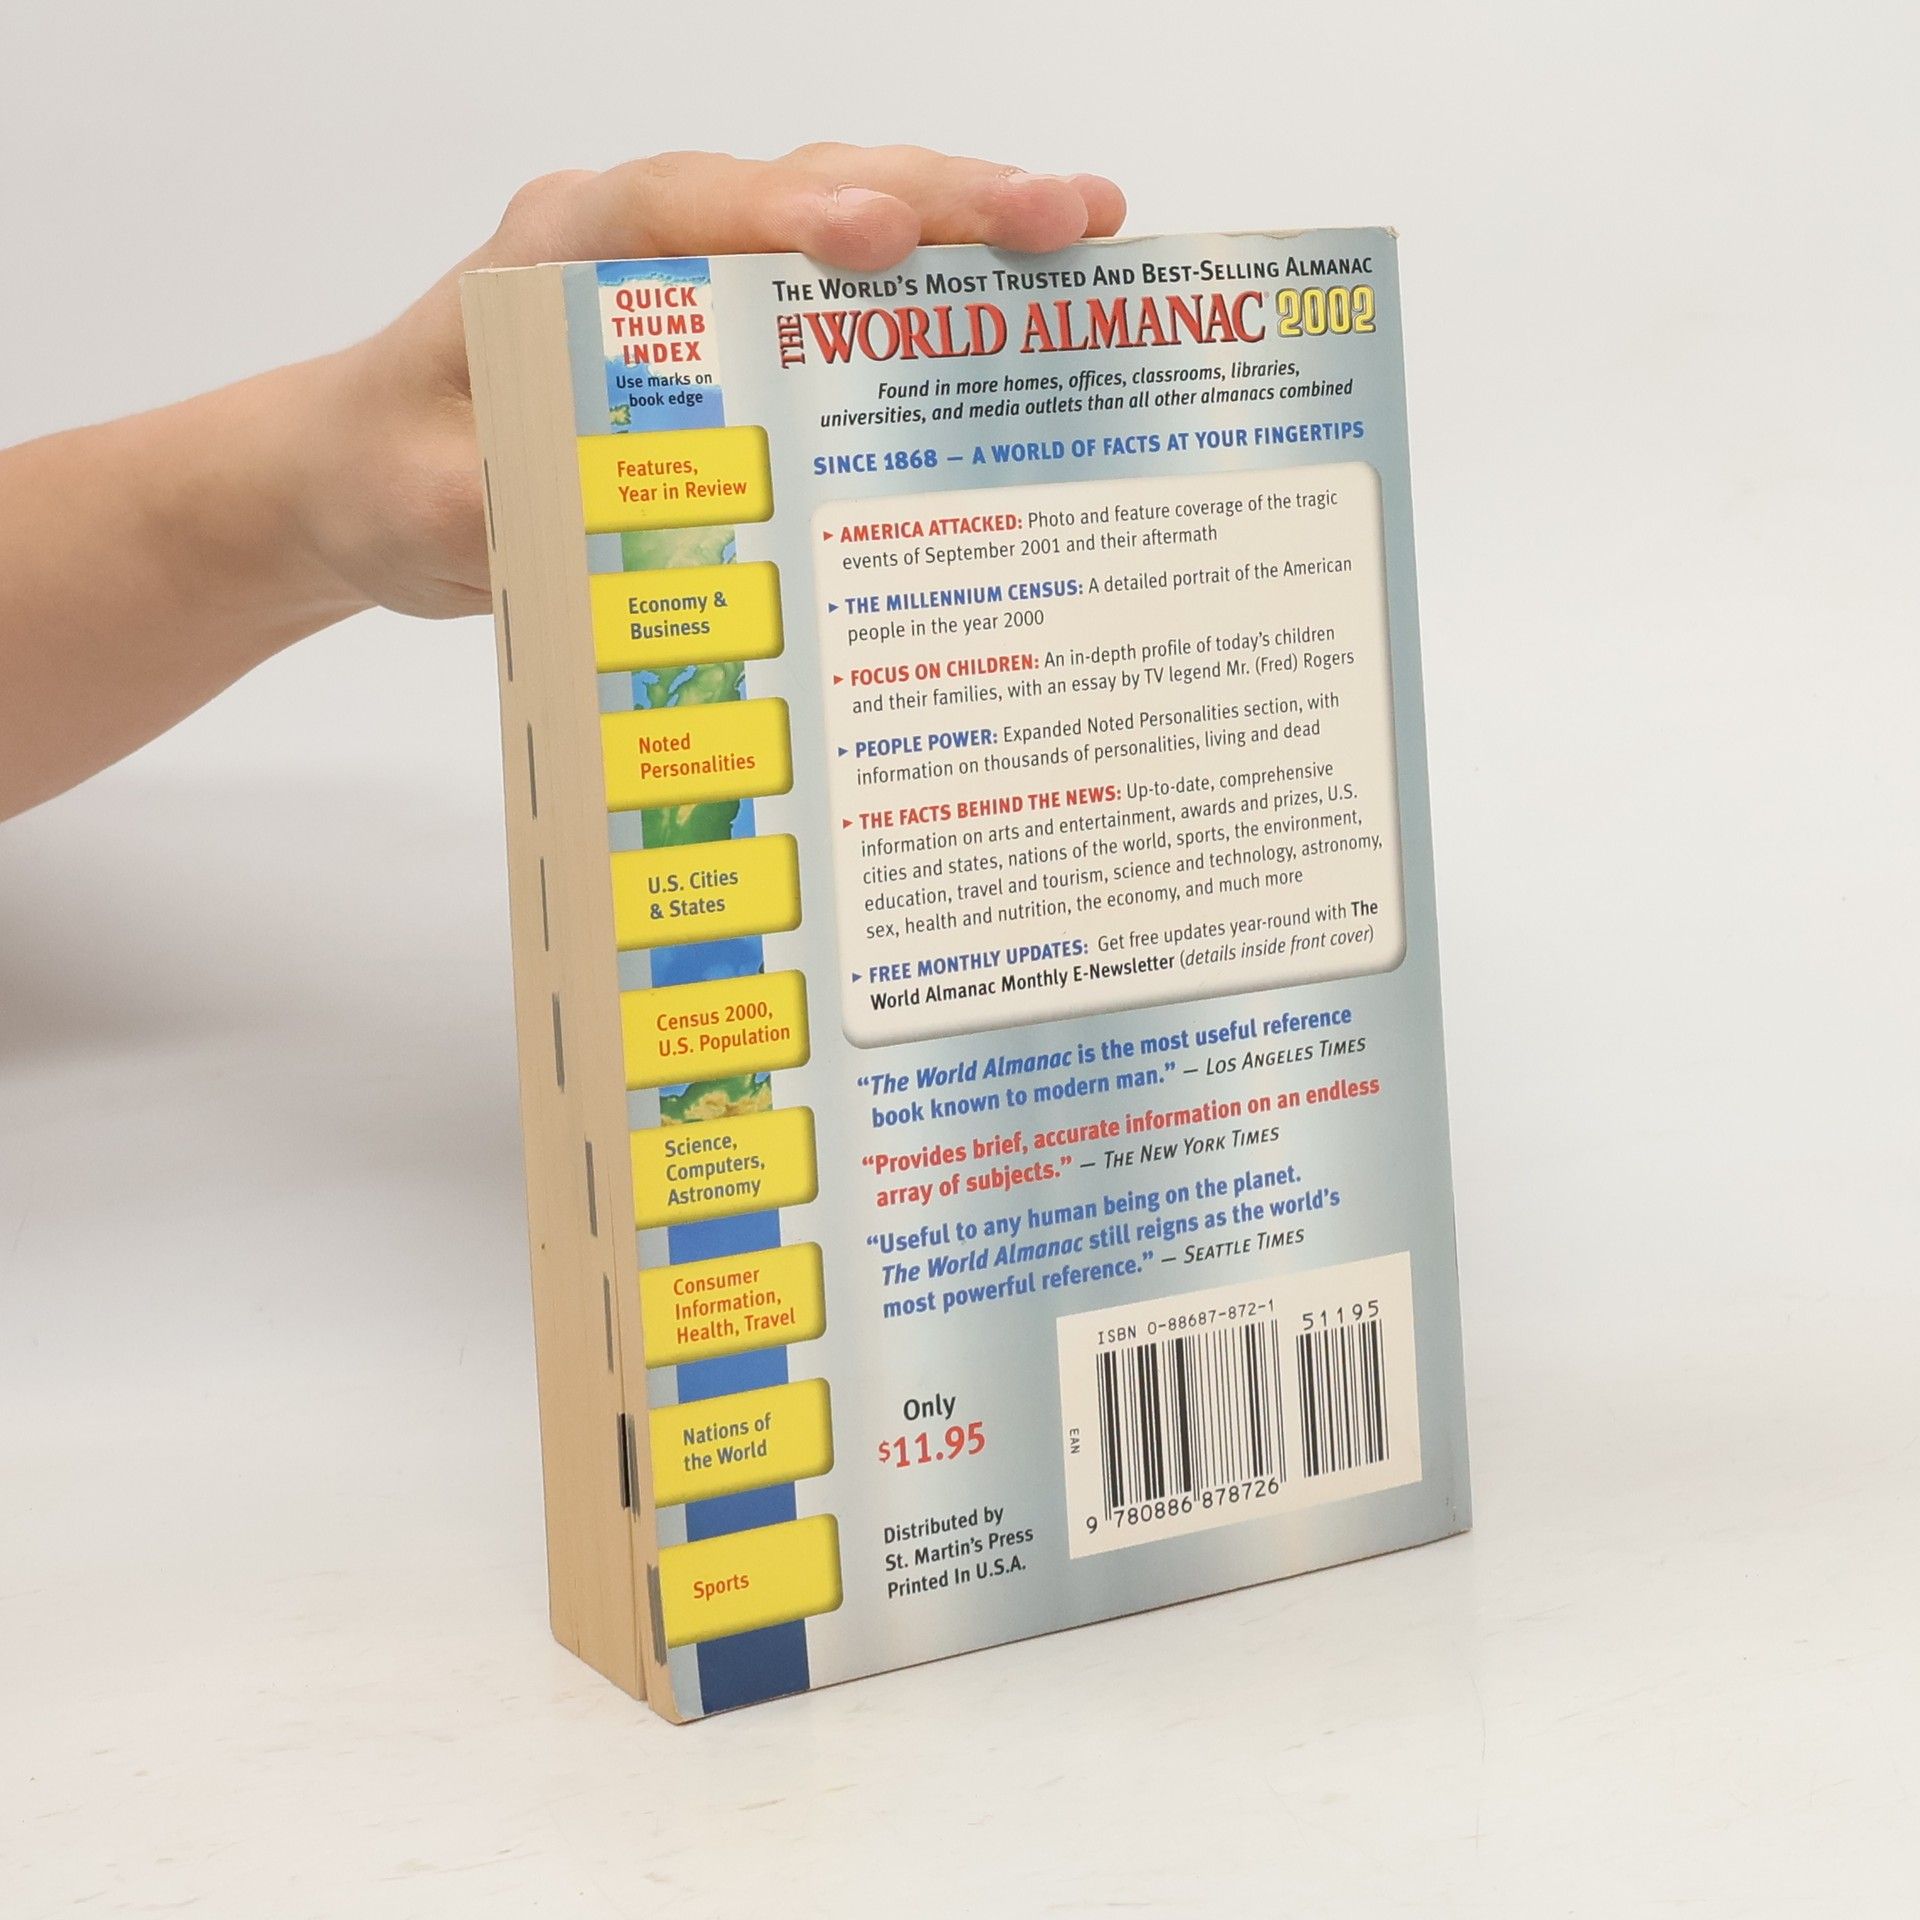 QUICK
THUMB
INDEX
Use marks on
book edge
Features,
Year in Review
Economy &
Business
Noted
Personalities
U.S. Cities
& States
Census 2000,
U.S. Population
Science,
Computers,
Astronomy
Consumer
Information,
Health, Travel
Nations of
the World
Sports
THE WORLD'S MOST TRUSTED AND BEST-SELLING ALMANAC
THE WORLD ALMANAC® 2002
Found in more homes, offices, classrooms, libraries,
universities, and media outlets than all other almanacs combined
SINCE 1868 — A WORLD OF FACTS AT YOUR FINGERTIPS
► AMERICA ATTACKED: Photo and feature coverage of the tragic
events of September 2001 and their aftermath
► THE MILLENNIUM CENSUS: A detailed portrait of the American
people in the year 2000
► FOCUS ON CHILDREN: An in-depth profile of today's children
and their families, with an essay by TV legend Mr. (Fred) Rogers
► PEOPLE POWER: Expanded Noted Personalities section, with
information on thousands of personalities, living and dead
► THE FACTS BEHIND THE NEWS: Up-to-date, comprehensive
information on arts and entertainment, awards and prizes, U.S.
cities and states, nations of the world, sports, the environment,
education, travel and tourism, science and technology, astronomy,
sex, health and nutrition, the economy, and much more
► FREE MONTHLY UPDATES: Get free updates year-round with The
World Almanac Monthly E-Newsletter (details inside front cover)
“The World Almanac is the most useful reference
book known to modern man.” — LOS ANGELES TIMES
“Provides brief, accurate information on an endless
array of subjects.” — THE NEW YORK TIMES
“Useful to any human being on the planet.
The World Almanac still reigns as the world's
most powerful reference.” — SEATTLE TIMES
Only
$11.95
Distributed by
St. Martin's Press
Printed In U.S.A.
ISBN 0-88687-872-1
51195
EAN
9 780886 878726